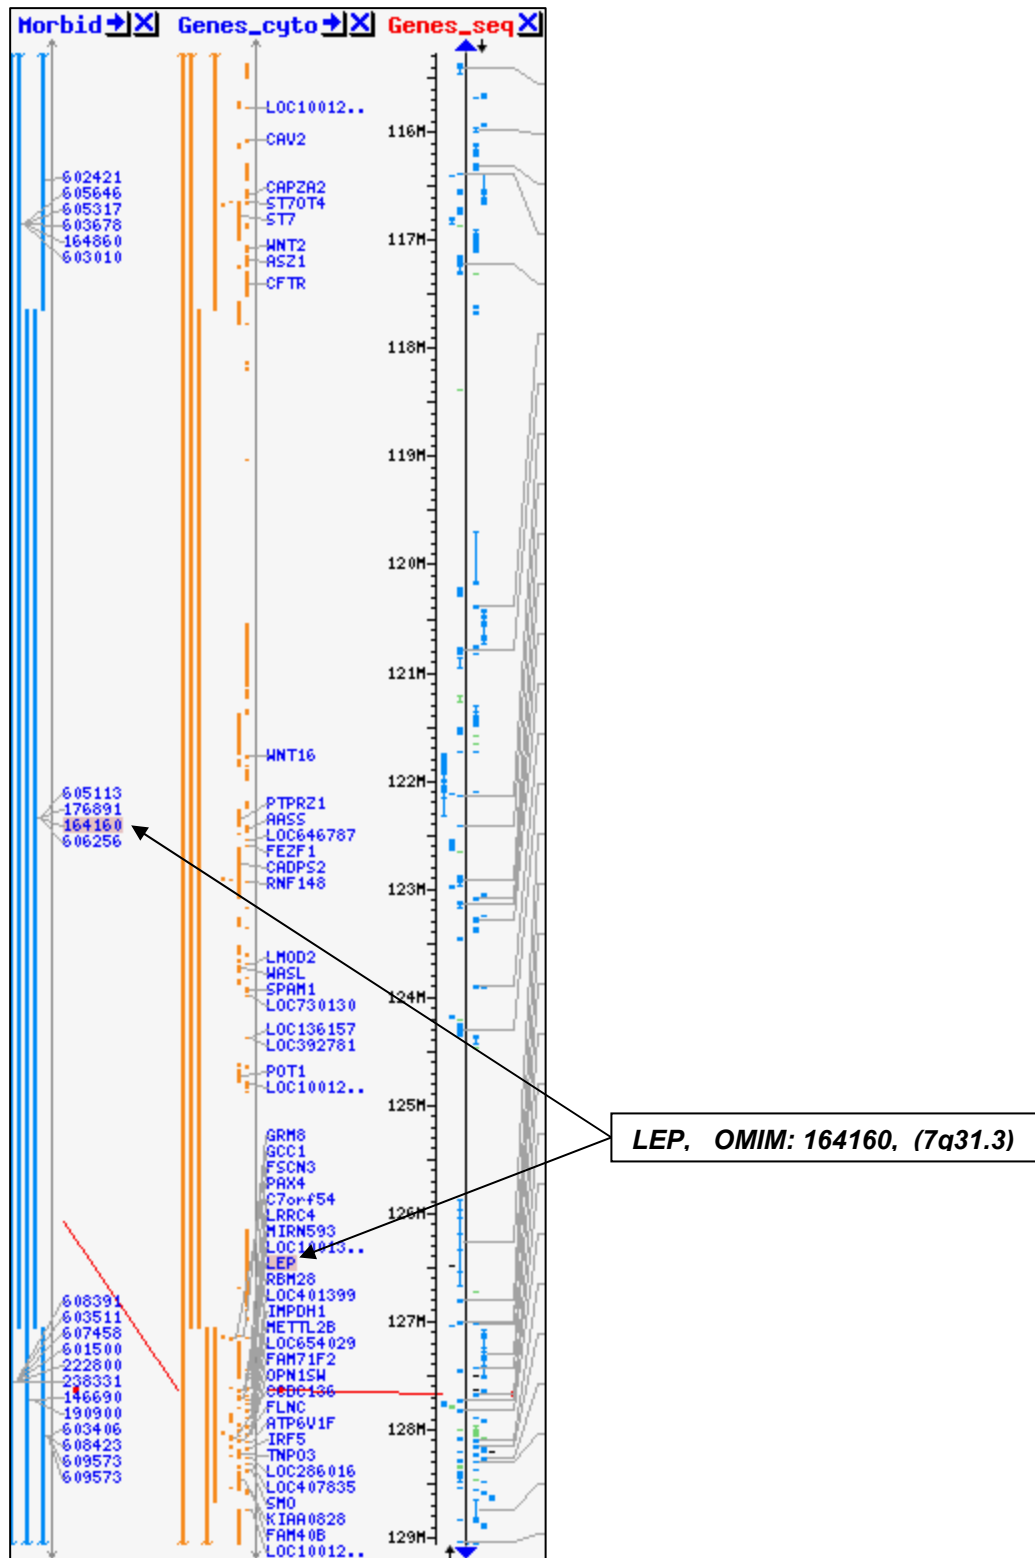 Morbid Genes_cyto Genes_seq
602421
605646
605317
603678
164860
603010
605113
176891
164160
606256
608391
603511
607458
601500
222800
238331
146690
190900
603406
608423
609573
609573
LOC10012..
CAV2
CAPZA2
ST7OT4
ST7
WNT2
ASZ1
CFTR
WNT16
PTPRZ1
AASS
LOC646787
FEZF1
CADPS2
RNF148
LMOD2
WASL
SPAM1
LOC730130
LOC136157
LOC392781
POT1
LOC10012..
GRM8
GCC1
FSCN3
PAX4
C7orf54
LRRC4
MIRN593
LOC10013..
LEP
RBM28
LOC401399
IMPDH1
METTL2B
LOC654029
FAM71F2
OPN1SW
CCDC136
FLNC
ATP6V1F
IRF5
TNPO3
LOC286016
LOC407835
SMO
KIAA0828
FAM40B
LOC10012..
116M
117M
118M
119M
120M
121M
122M
123M
124M
125M
126M
127M
128M
129M
LEP, OMIM: 164160, (7q31.3)